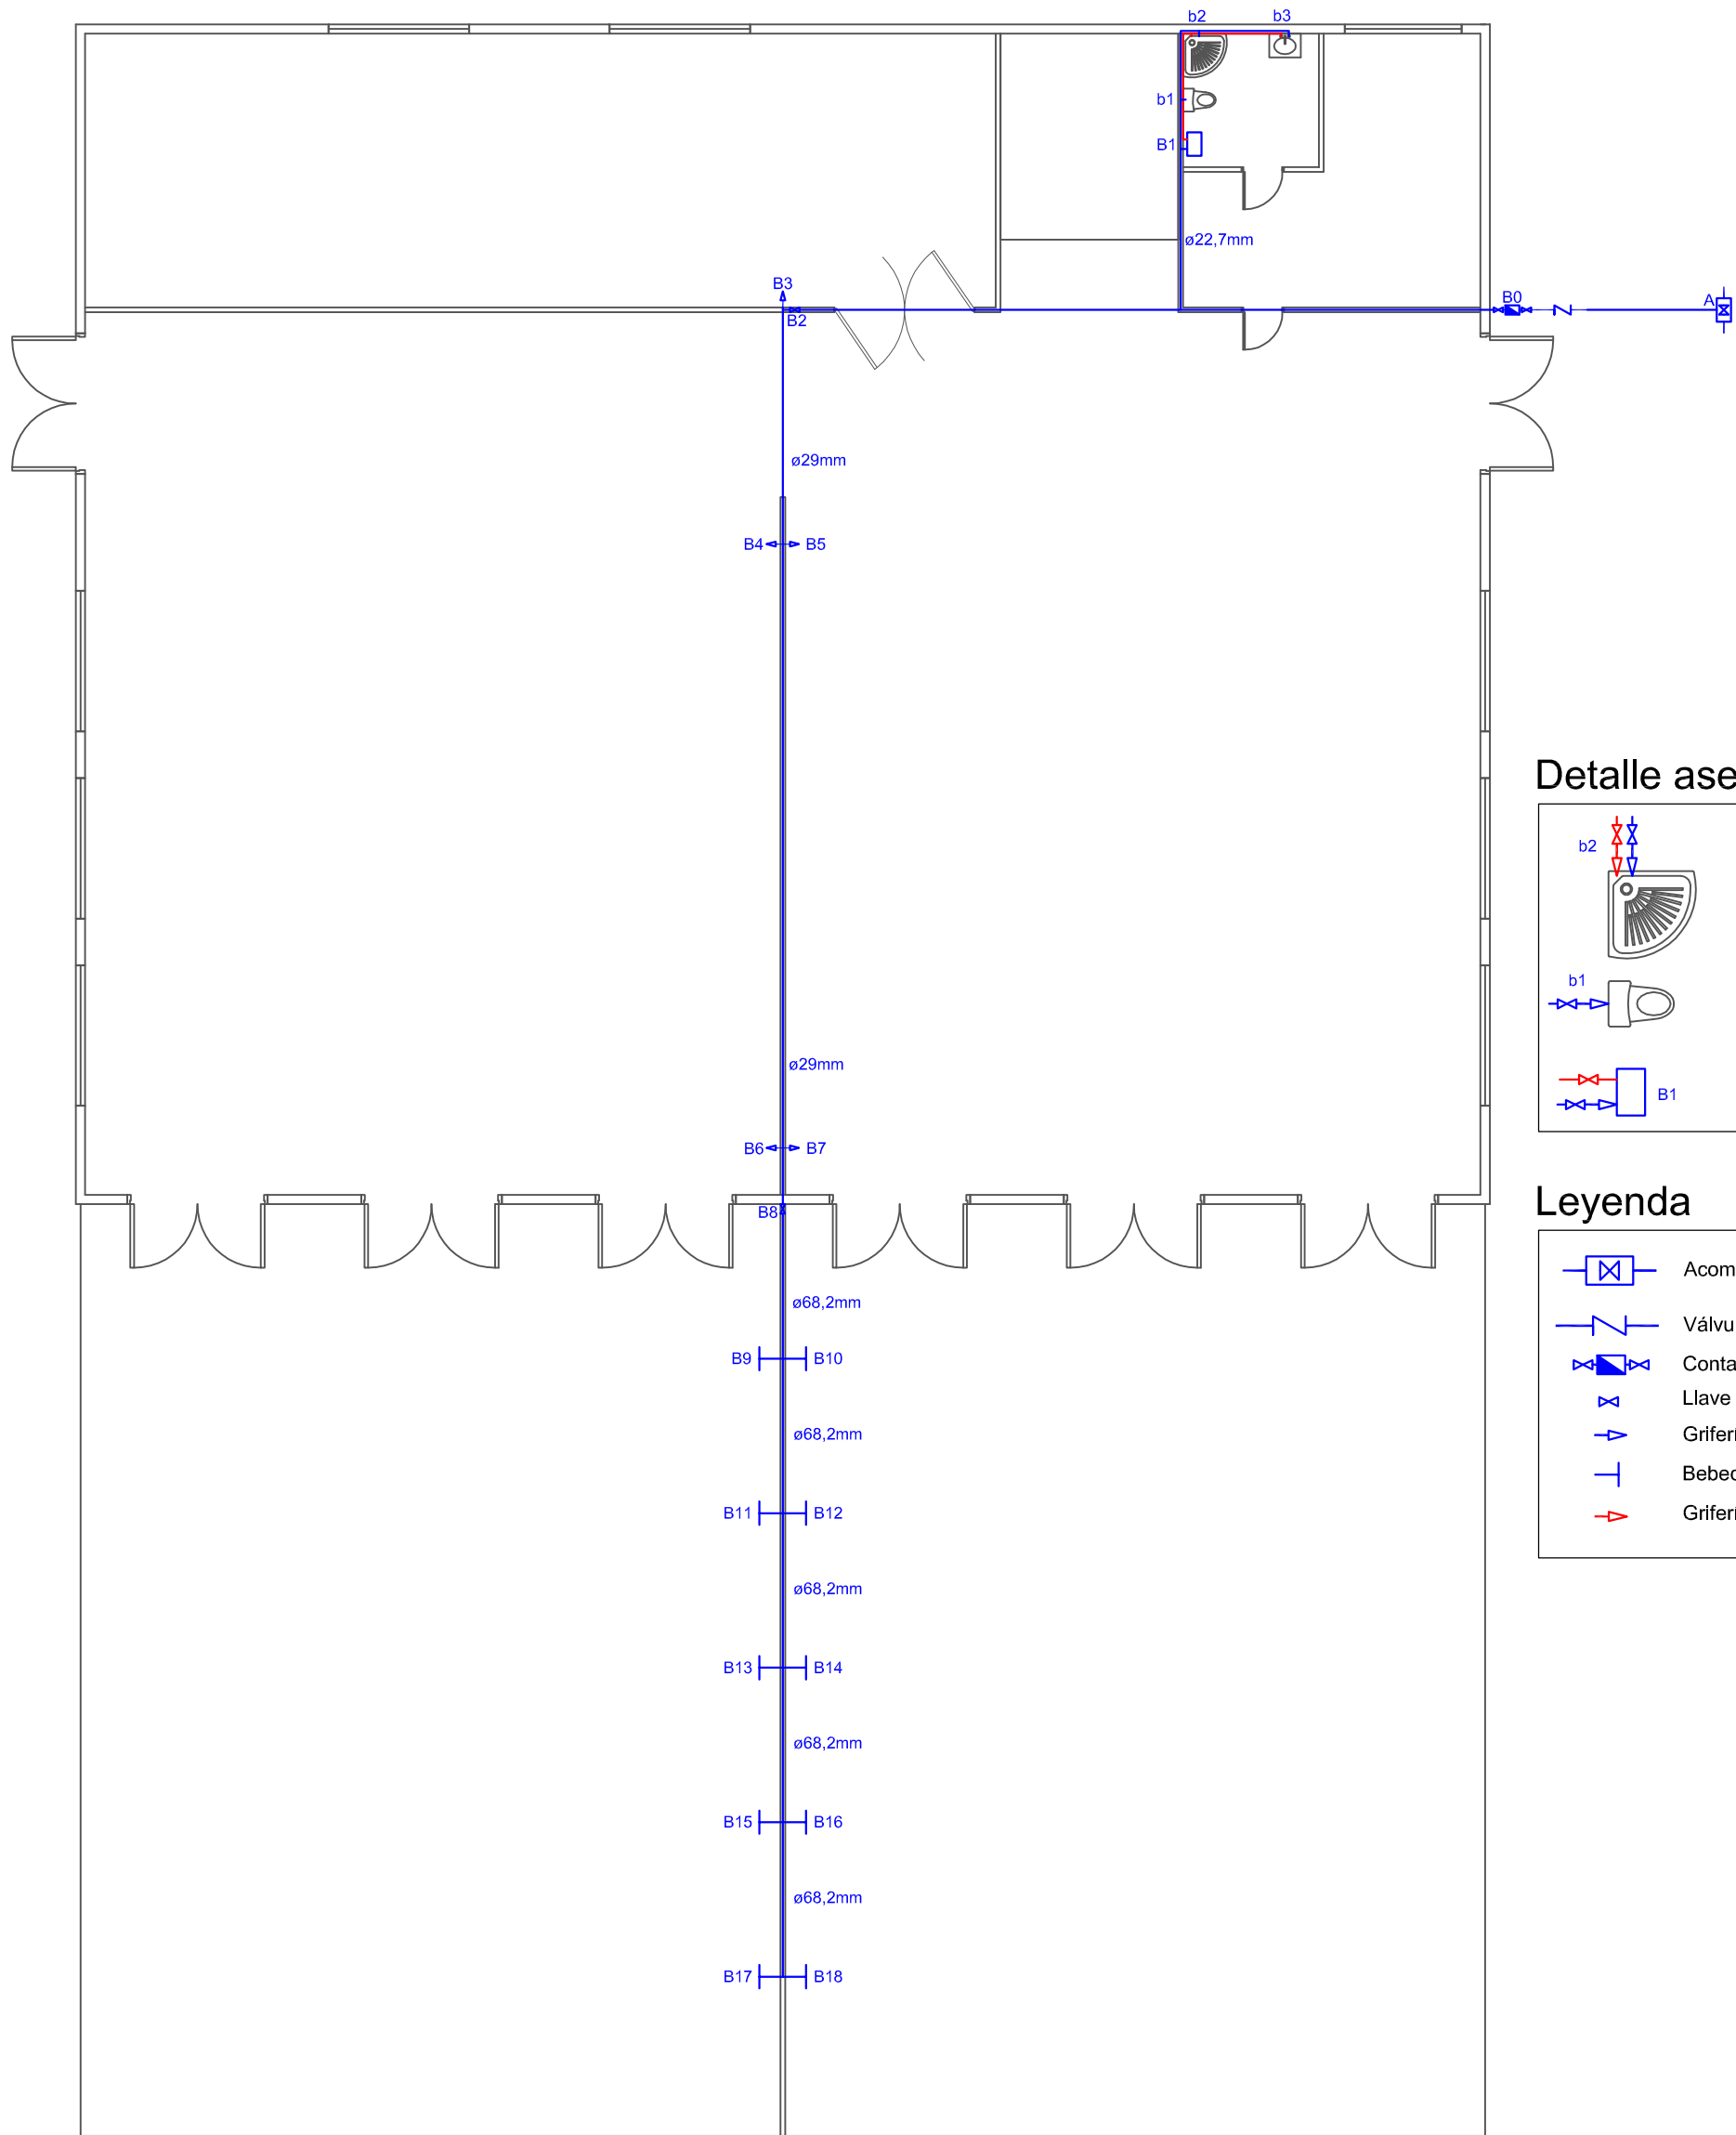 b2
b3
b1
B1
ø22,7mm
B3
B2
B0
A
ø29mm
B4
B5
ø29mm
B6
B7
B8
ø68,2mm
B9
B10
ø68,2mm
B11
B12
ø68,2mm
B13
B14
ø68,2mm
B15
B16
ø68,2mm
B17
B18
Detalle ase
b2
b1
B1
Leyenda
Acom
Válvu
Conta
Llave
Griferí
Bebed
Griferí